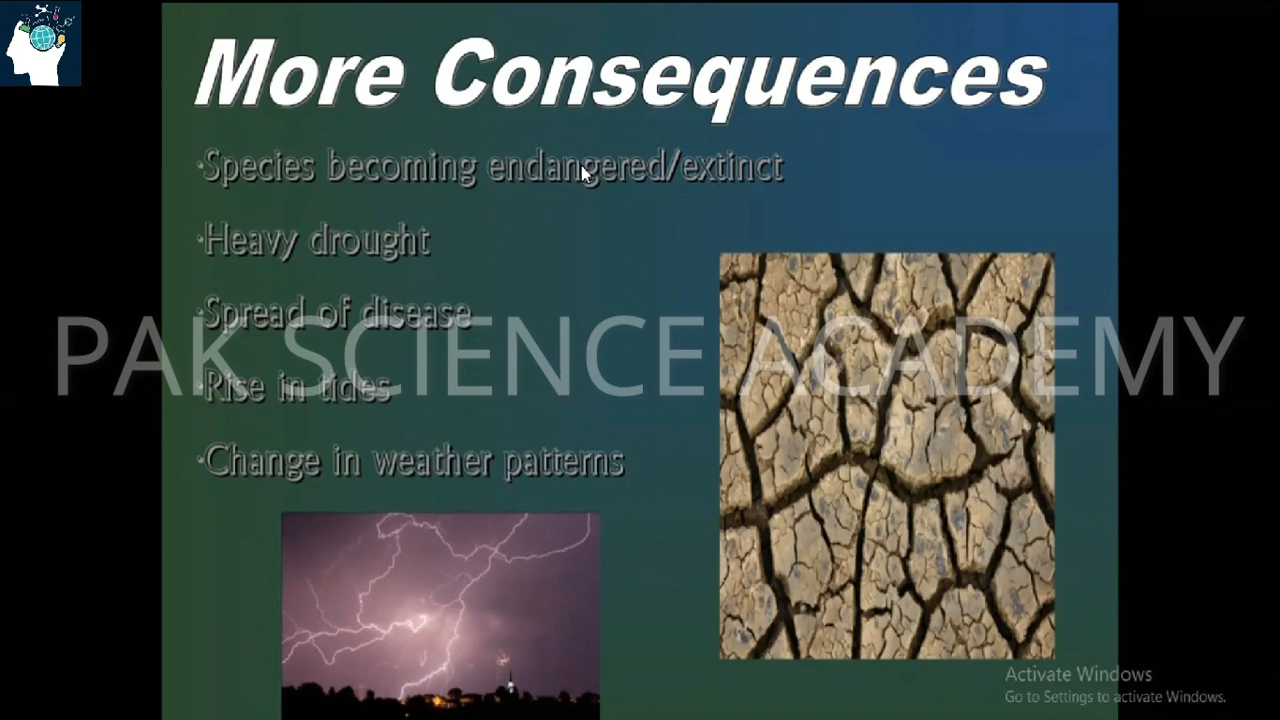 More Consequences
·Species becoming endangered/extinct
·Heavy drought
·Spread of disease
PAK SCIENCE ACADEMY
·Rise in tides
·Change in weather patterns
Activate Windows
Go to Settings to activate Windows.